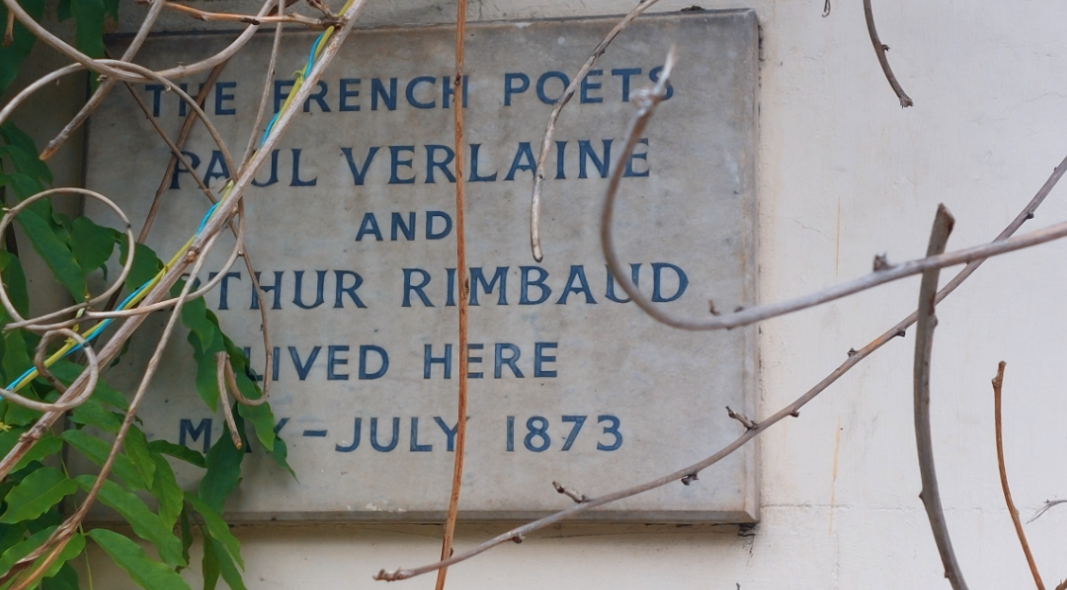 THE FRENCH POETS
PAUL VERLAINE
AND
ARTHUR RIMBAUD
LIVED HERE
MAY-JULY 1873